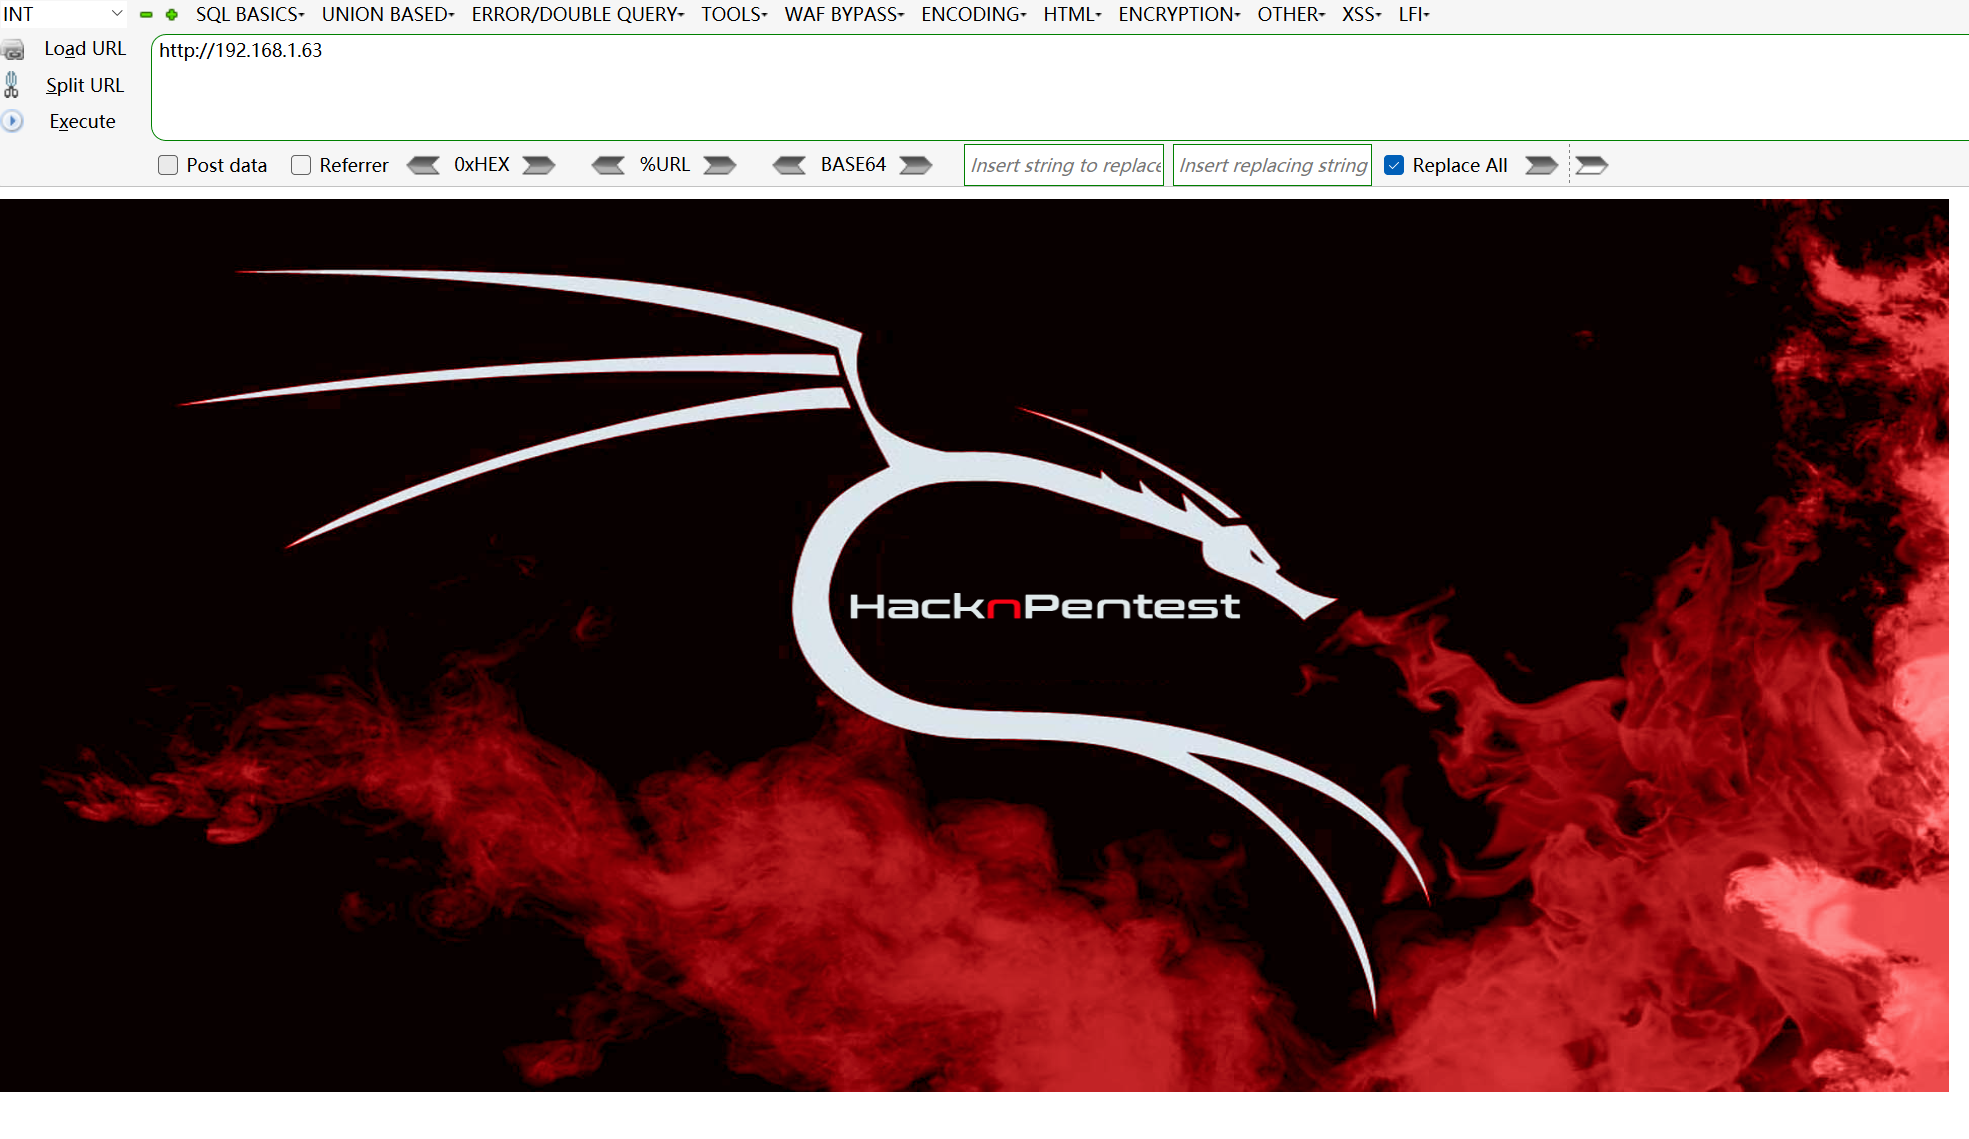 INT SQL BASICS UNION BASED ERROR/DOUBLE QUERY TOOLS WAF BYPASS ENCODING HTML ENCRYPTION OTHER XSS LFI
Load URL http://192.168.1.63
Split URL
Execute
Post data Referrer 0xHEX %URL BASE64 Insert string to replace Insert replacing string Replace All
HacknPentest